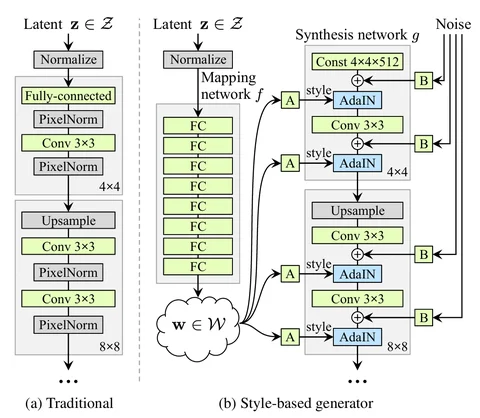 Latent z ∈ Z
Normalize
Fully-connected
PixelNorm
Conv 3×3
PixelNorm
4×4
Upsample
Conv 3×3
PixelNorm
Conv 3×3
PixelNorm
8×8
...
(a) Traditional
Latent z ∈ Z
Normalize
Mapping
network f
FC
FC
FC
FC
FC
FC
FC
FC
w ∈ W
A
A
A
A
style
style
style
style
Noise
Synthesis network g
Const 4×4×512
B
AdaIN
Conv 3×3
B
AdaIN
4×4
Upsample
Conv 3×3
B
AdaIN
Conv 3×3
B
AdaIN
8×8
...
(b) Style-based generator